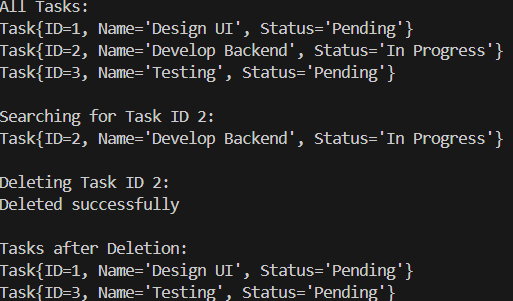 All Tasks:
Task{ID=1, Name='Design UI', Status='Pending'}
Task{ID=2, Name='Develop Backend', Status='In Progress'}
Task{ID=3, Name='Testing', Status='Pending'}
Searching for Task ID 2:
Task{ID=2, Name='Develop Backend', Status='In Progress'}
Deleting Task ID 2:
Deleted successfully
Tasks after Deletion:
Task{ID=1, Name='Design UI', Status='Pending'}
Task{ID=3, Name='Testing', Status='Pending'}